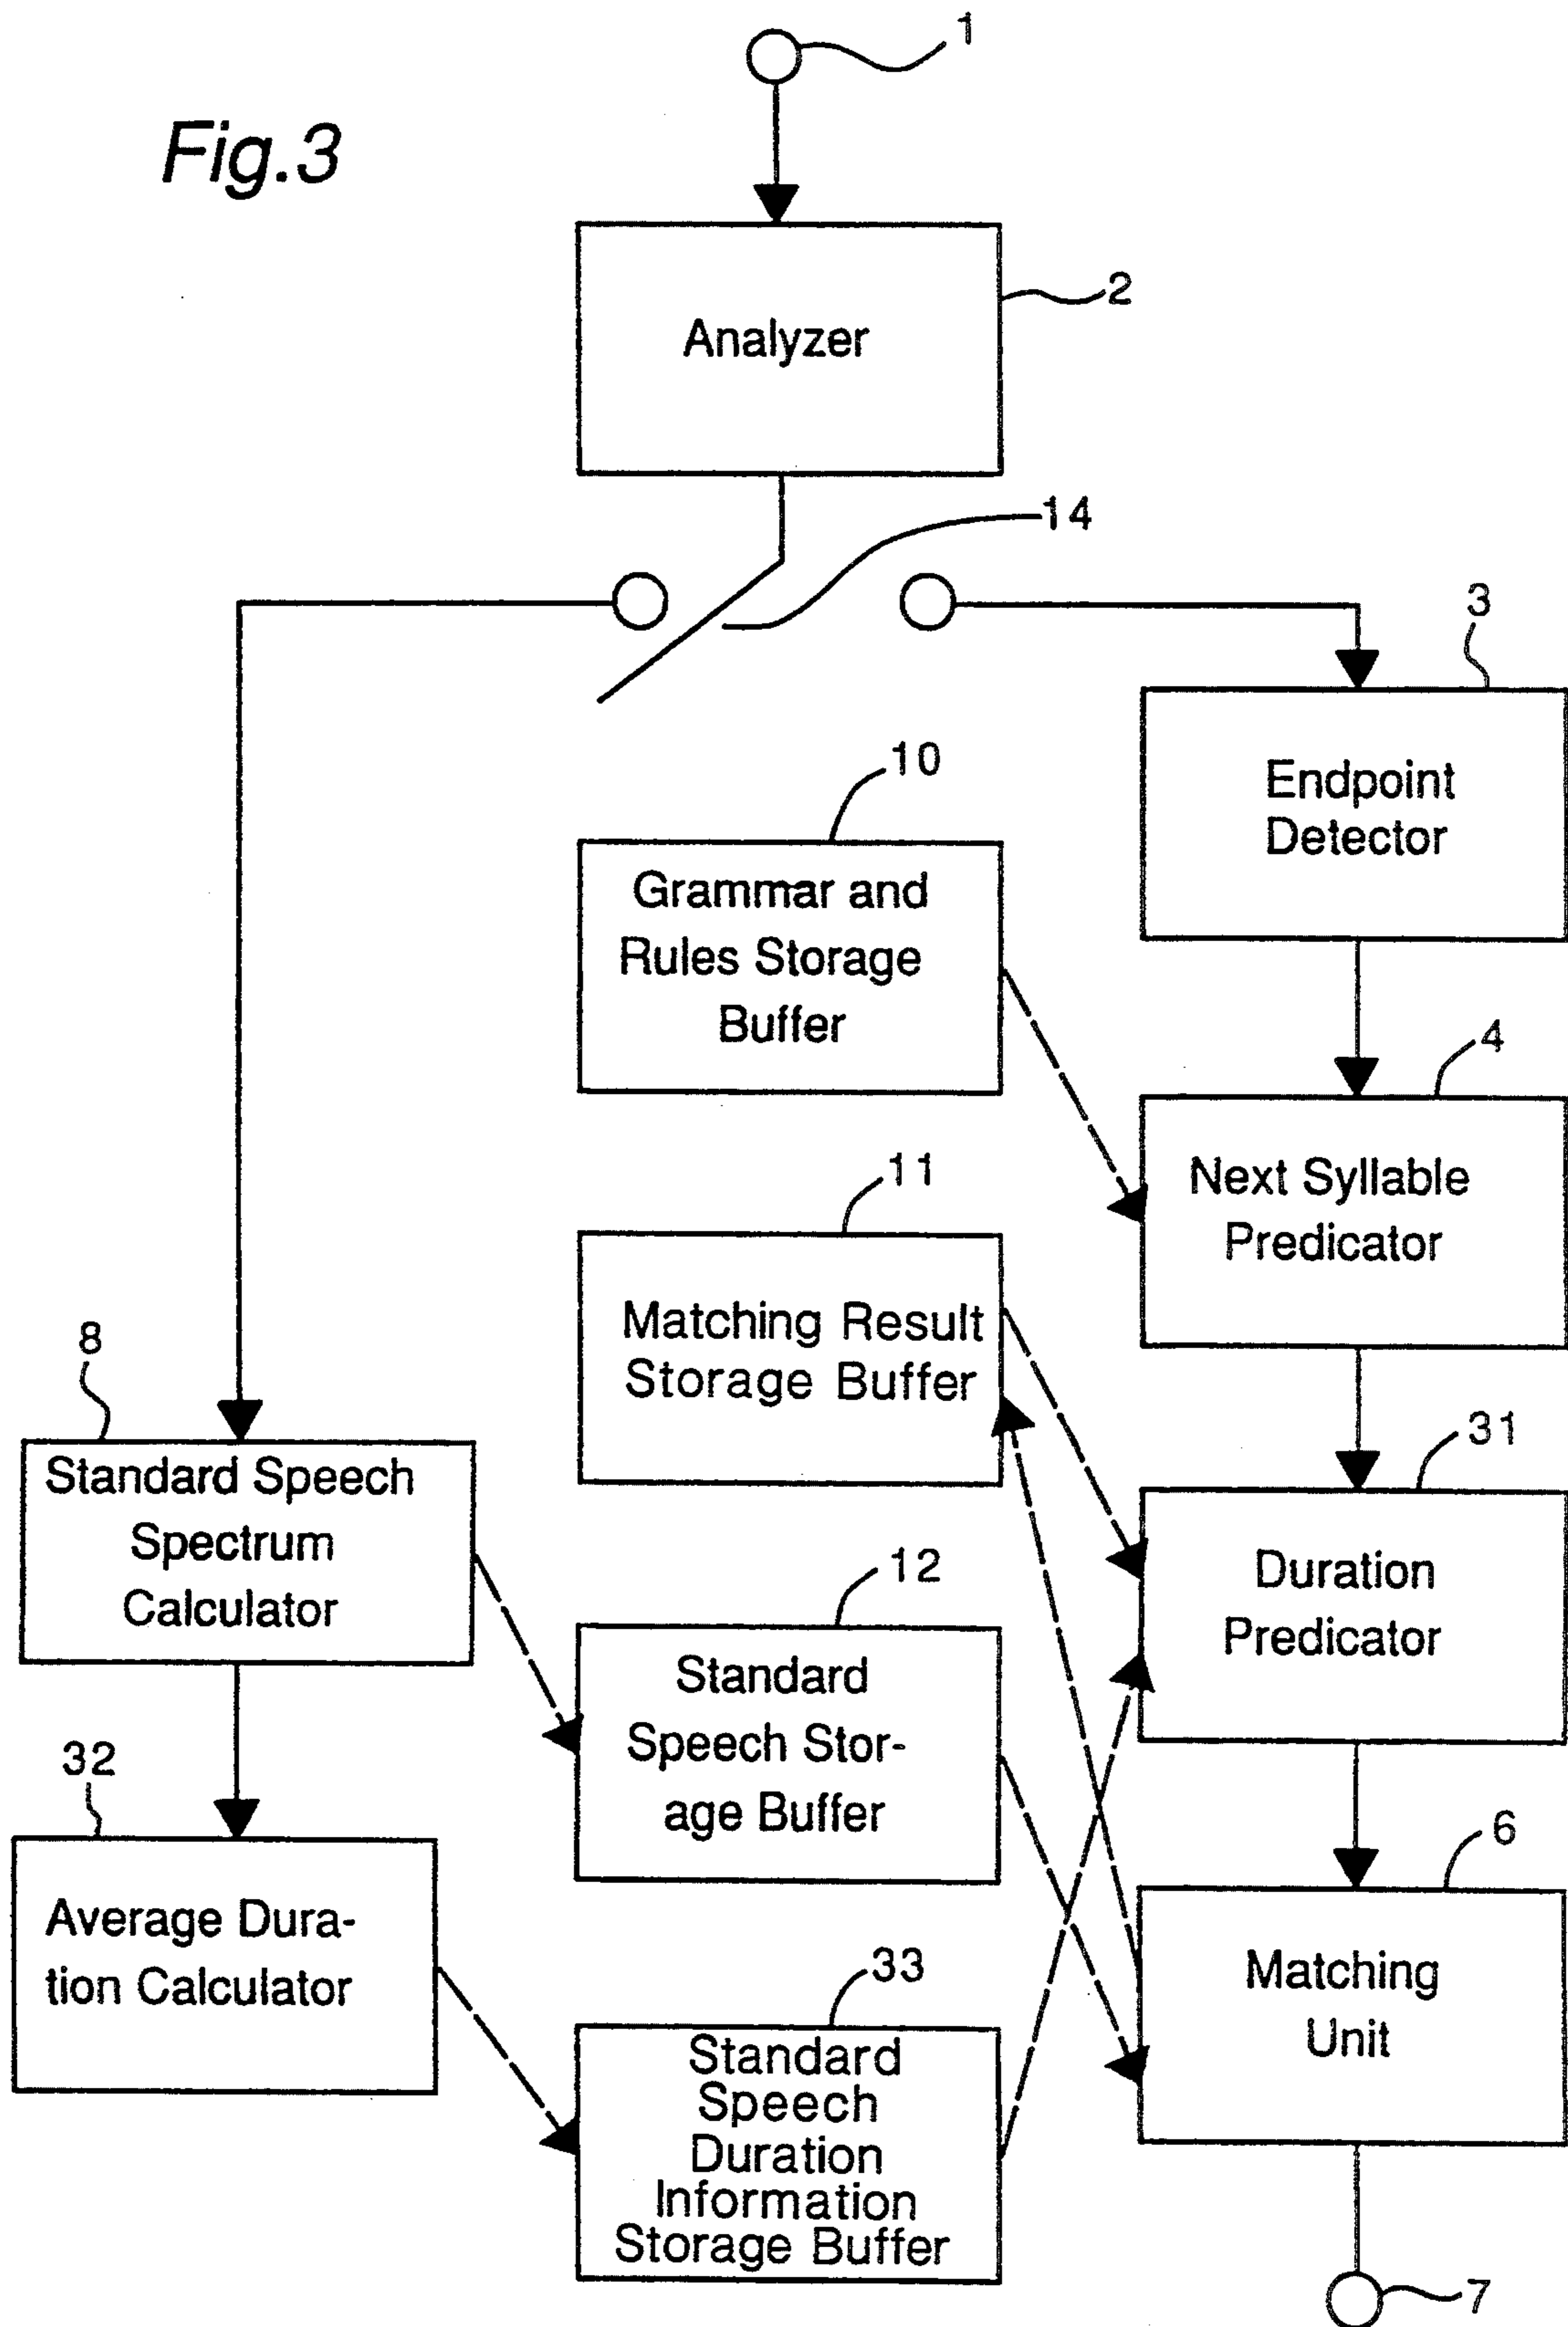 1
Fig.3
2
Analyzer
14
3
Endpoint
Detector
10
Grammar and
Rules Storage
Buffer
4
Next Syllable
Predicator
11
Matching Result
Storage Buffer
8
Standard Speech
Spectrum
Calculator
31
Duration
Predicator
12
Standard
Speech Stor-
age Buffer
32
Average Dura-
tion Calculator
6
Matching
Unit
33
Standard
Speech
Duration
Information
Storage Buffer
7